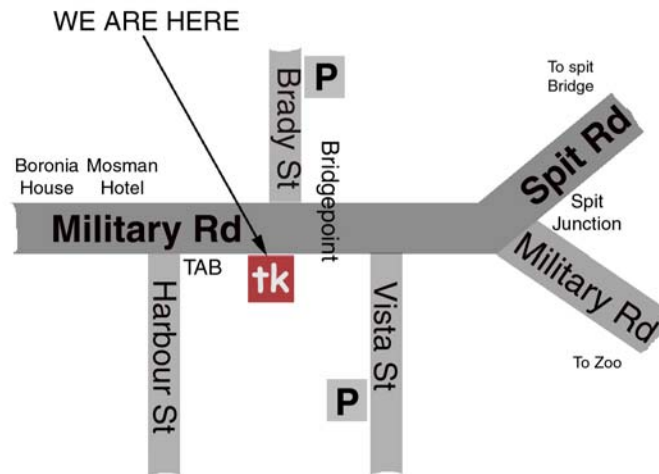 WE ARE HERE
Brady St
P
Bridgepoint
To spit
Bridge
Spit Rd
Boronia
House
Mosman
Hotel
Military Rd
Spit
Junction
TAB
tk
Harbour St
Vista St
Military Rd
To Zoo
P